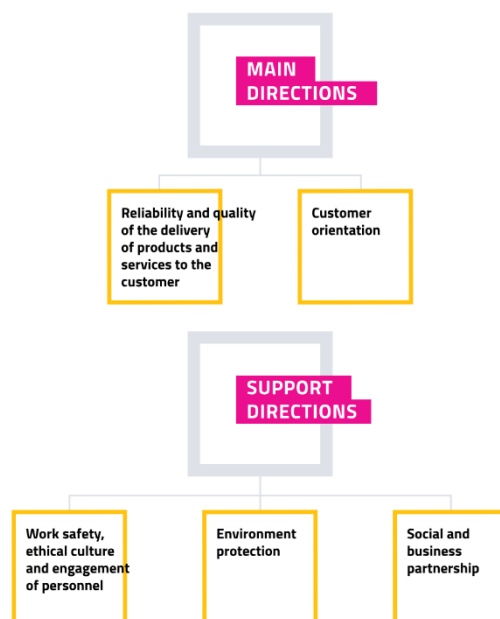 MAIN
DIRECTIONS
Reliability and quality
of the delivery
of products and
services to the
customer
Customer
orientation
SUPPORT
DIRECTIONS
Work safety,
ethical culture
and engagement
of personnel
Environment
protection
Social and
business
partnership